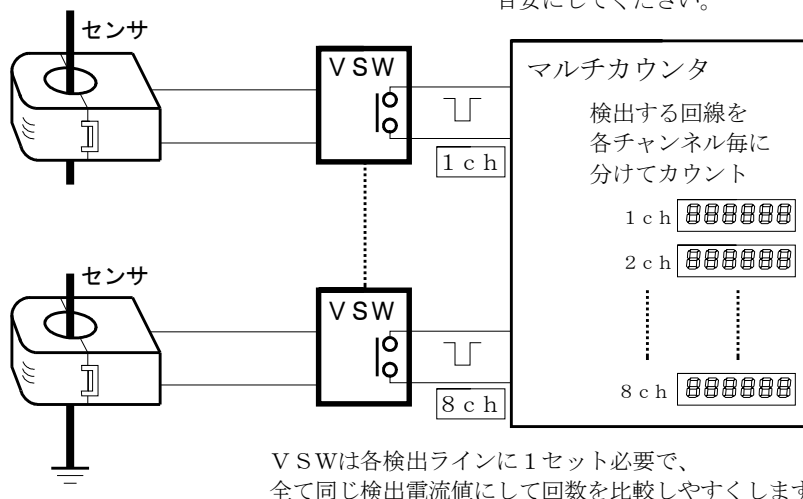 目安にしてください。
センサ
ＶＳＷ
１ｃｈ
マルチカウンタ
検出する回線を
各チャンネル毎に
分けてカウント
１ｃｈ 888888
２ｃｈ 888888
８ｃｈ 888888
センサ
ＶＳＷ
８ｃｈ
ＶＳＷは各検出ラインに１セット必要で、
全て同じ検出電流値にして回数を比較しやすくします